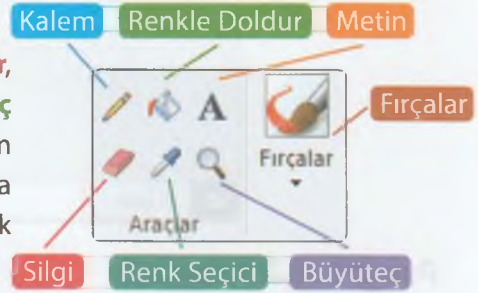 Kalem Renkle Doldur Metin
r,
ç
n
a
k
A
Fırçalar
Fırçalar
Araçlar
Silgi Renk Seçici Büyüteç